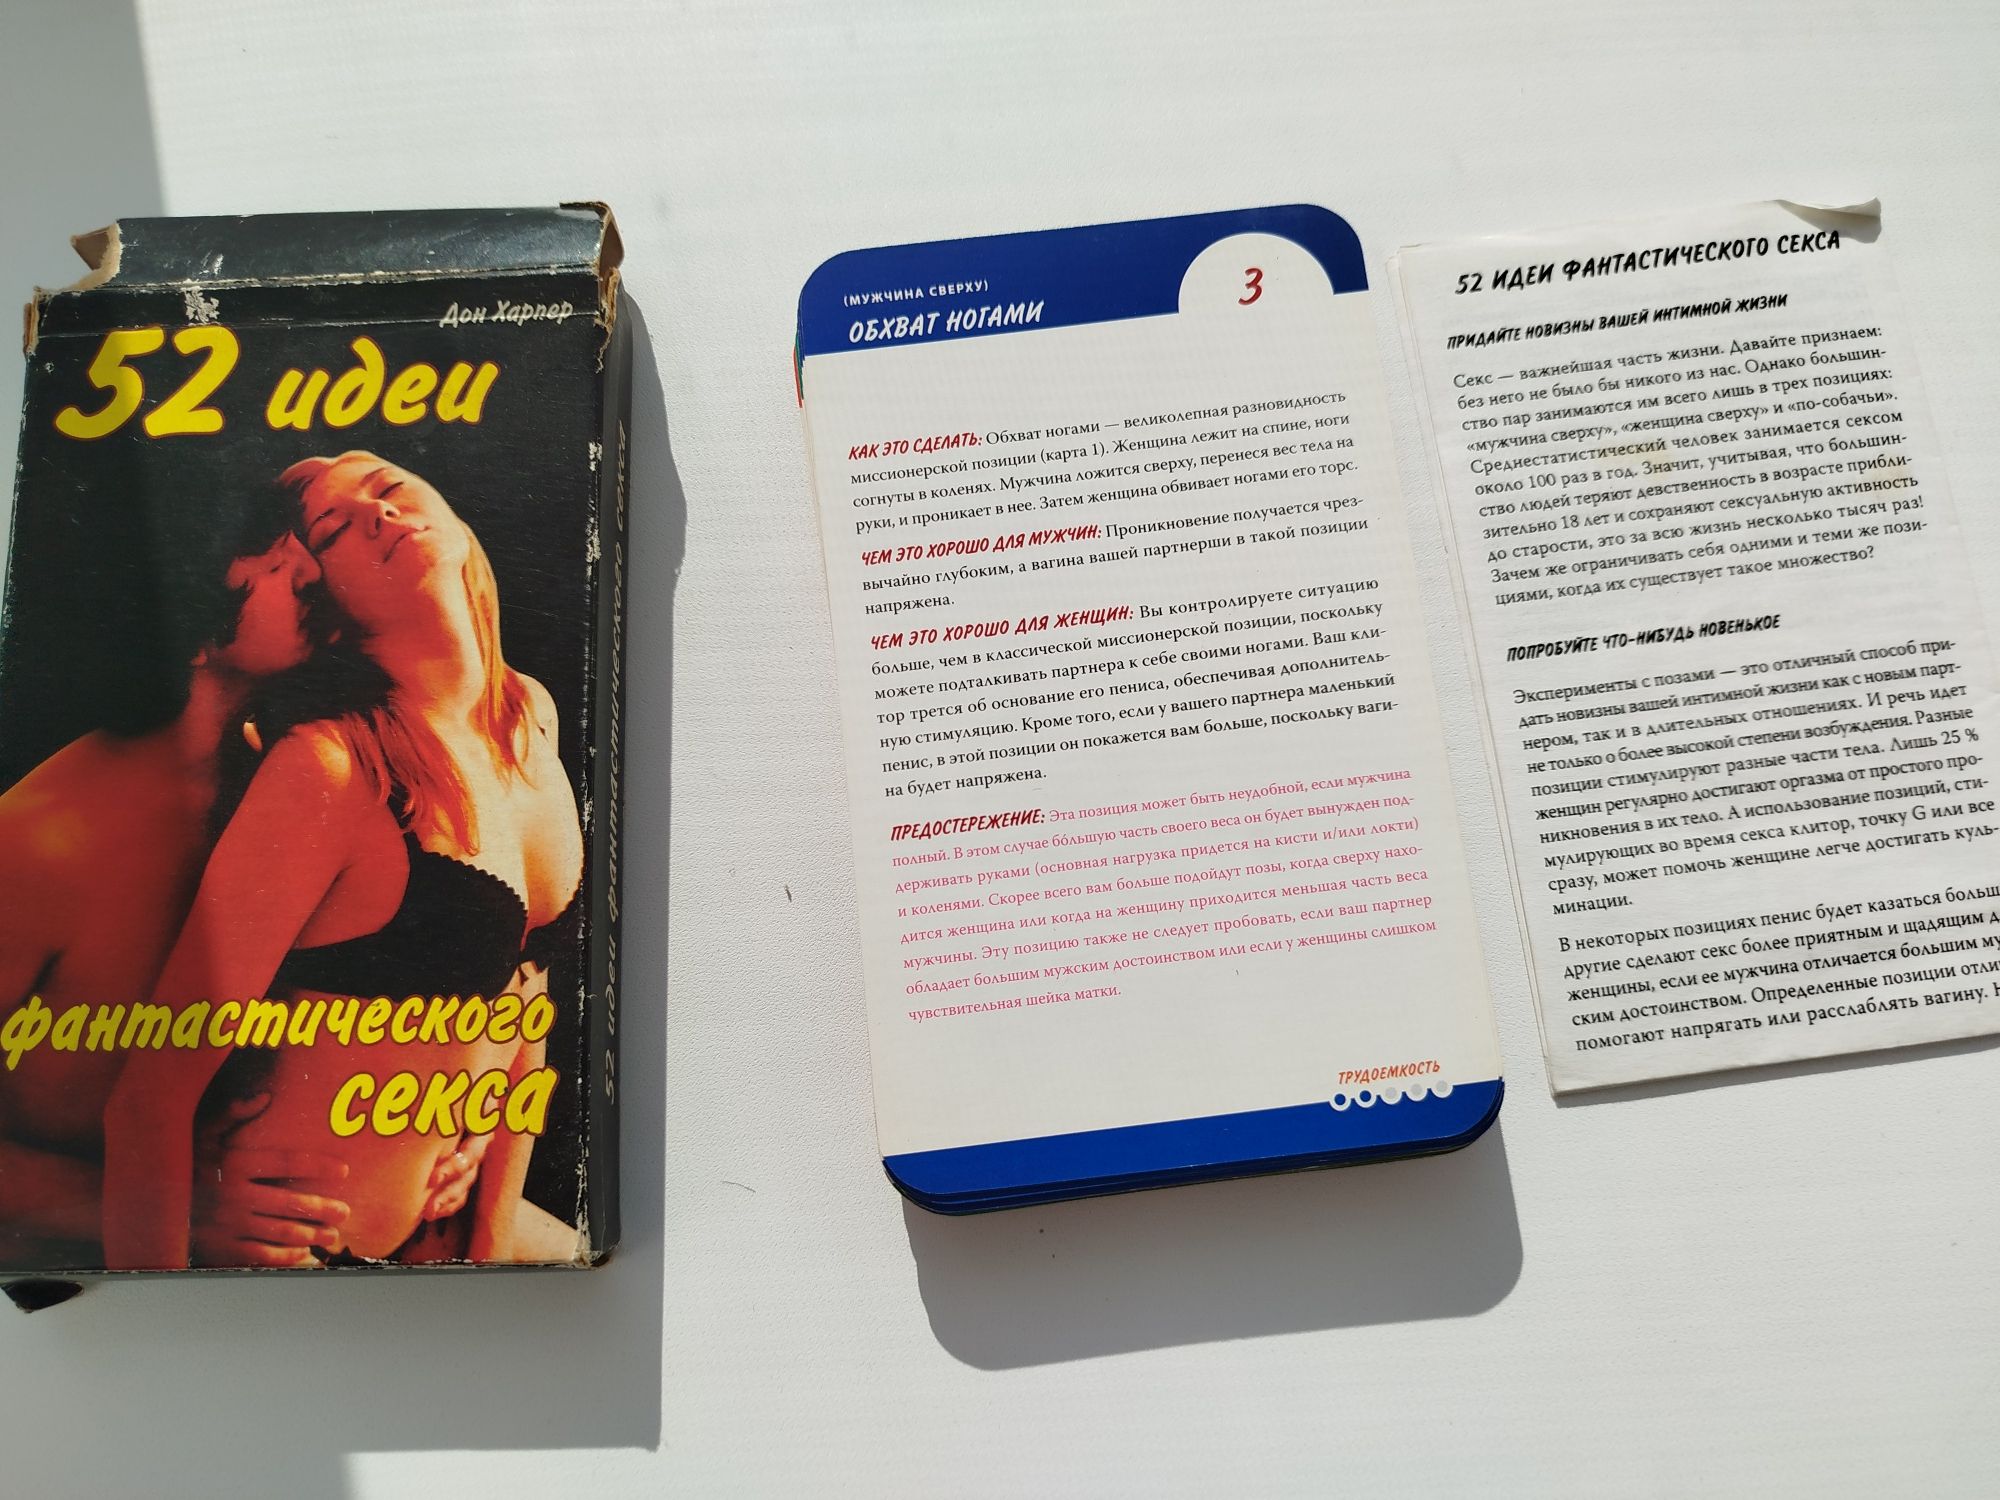 Дон Харпер
52 идеи
фантастического
секса
52 идеи фантастического секса
(МУЖЧИНА СВЕРХУ)
ОБХВАТ НОГАМИ
3
КАК ЭТО СДЕЛАТЬ: Обхват ногами — великолепная разновидность
миссионерской позиции (карта 1). Женщина лежит на спине, ноги
согнуты в коленях. Мужчина ложится сверху, перенеся вес тела на
руки, и проникает в нее. Затем женщина обвивает ногами его торс.
ЧЕМ ЭТО ХОРОШО ДЛЯ МУЖЧИН: Проникновение получается чрез-
вычайно глубоким, а вагина вашей партнерши в такой позиции
напряжена.
ЧЕМ ЭТО ХОРОШО ДЛЯ ЖЕНЩИН: Вы контролируете ситуацию
больше, чем в классической миссионерской позиции, поскольку
можете подталкивать партнера к себе своими ногами. Ваш кли-
тор трется об основание его пениса, обеспечивая дополнитель-
ную стимуляцию. Кроме того, если у вашего партнера маленький
пенис, в этой позиции он покажется вам больше, поскольку ваги-
на будет напряжена.
ПРЕДОСТЕРЕЖЕНИЕ: Эта позиция может быть неудобной, если мужчина
полный. В этом случае бо́льшую часть своего веса он будет вынужден под-
держивать руками (основная нагрузка придется на кисти и/или локти)
и коленями. Скорее всего вам больше подойдут позы, когда сверху нахо-
дится женщина или когда на женщину приходится меньшая часть веса
мужчины. Эту позицию также не следует пробовать, если ваш партнер
обладает большим мужским достоинством или если у женщины слишком
чувствительная шейка матки.
ТРУДОЕМКОСТЬ
52 ИДЕИ ФАНТАСТИЧЕСКОГО СЕКСА
ПРИДАЙТЕ НОВИЗНЫ ВАШЕЙ ИНТИМНОЙ ЖИЗНИ
Секс — важнейшая часть жизни. Давайте признаем:
без него не было бы никого из нас. Однако большин-
ство пар занимаются им всего лишь в трех позициях:
«мужчина сверху», «женщина сверху» и «по-собачьи».
Среднестатистический человек занимается сексом
около 100 раз в год. Значит, учитывая, что большин-
ство людей теряют девственность в возрасте прибли-
зительно 18 лет и сохраняют сексуальную активность
до старости, это за всю жизнь несколько тысяч раз!
Зачем же ограничивать себя одними и теми же пози-
циями, когда их существует такое множество?
ПОПРОБУЙТЕ ЧТО-НИБУДЬ НОВЕНЬКОЕ
Эксперименты с позами — это отличный способ при-
дать новизны вашей интимной жизни как с новым парт-
нером, так и в длительных отношениях. И речь идет
не только о более высокой степени возбуждения. Разные
позиции стимулируют разные части тела. Лишь 25 %
женщин регулярно достигают оргазма от простого про-
никновения в их тело. А использование позиций, сти-
мулирующих во время секса клитор, точку G или все
сразу, может помочь женщине легче достигать куль-
минации.
В некоторых позициях пенис будет казаться больш
другие сделают секс более приятным и щадящим д
женщины, если ее мужчина отличается большим му
ским достоинством. Определенные позиции отли
помогают напрягать или расслаблять вагину. Н